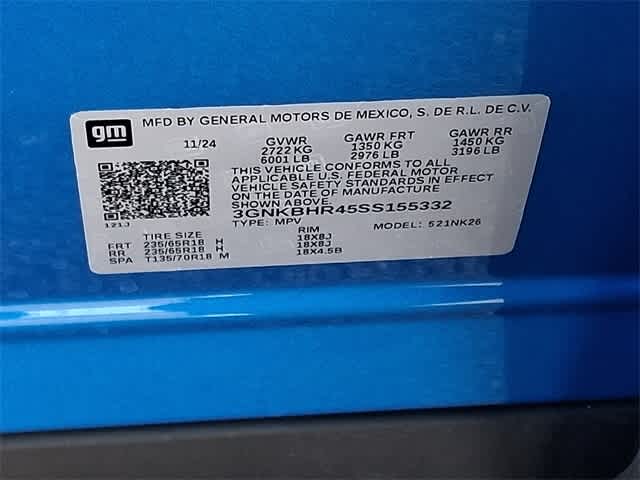 gm MFD BY GENERAL MOTORS DE MEXICO, S. DE R.L. DE C.V.
11/24 GVWR GAWR FRT GAWR RR
2722 KG 1350 KG 1450 KG
6001 LB 2976 LB 3196 LB
THIS VEHICLE CONFORMS TO ALL
APPLICABLE U.S. FEDERAL MOTOR
VEHICLE SAFETY STANDARDS IN EFFECT
ON THE DATE OF MANUFACTURE
SHOWN ABOVE.
3GNKBHR45SS155332
121J TYPE: MPV MODEL: 521NK26
TIRE SIZE RIM
FRT 235/65R18 H 18X8J
RR 235/65R18 H 18X8J
SPA T135/70R18 M 18X4.5B